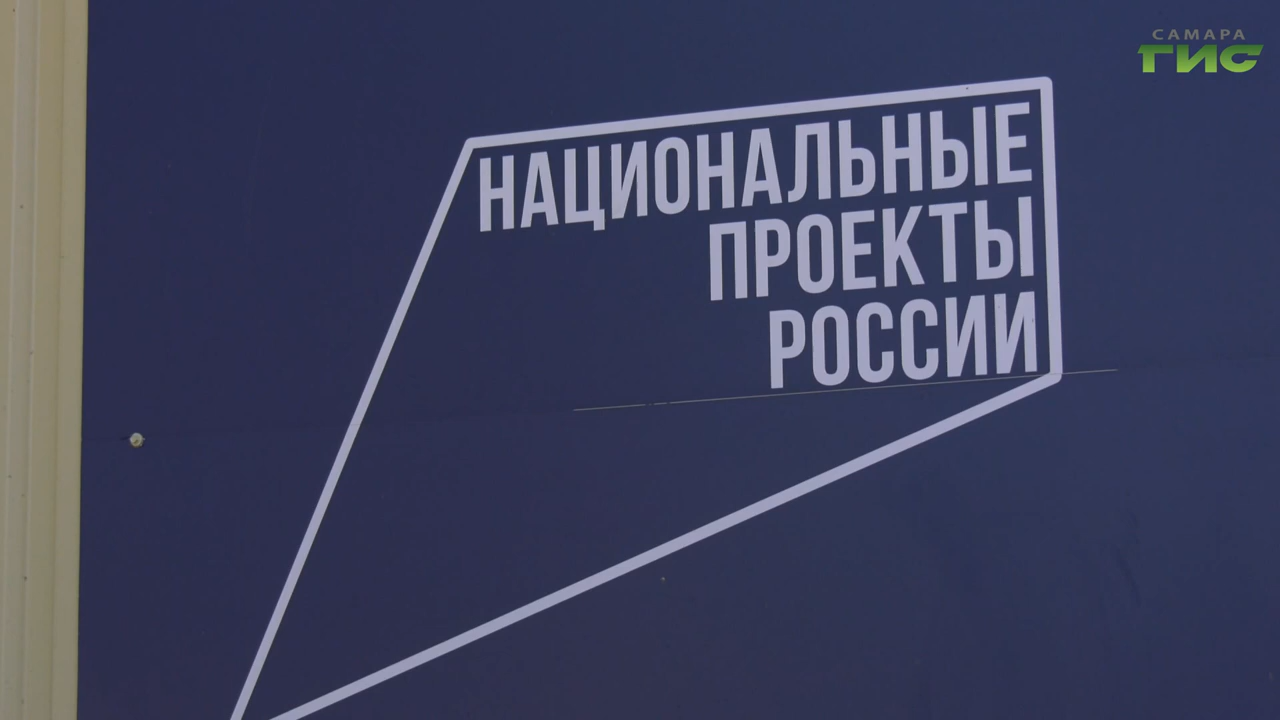 САМАРА
ГИС
НАЦИОНАЛЬНЫЕ
ПРОЕКТЫ
РОССИИ